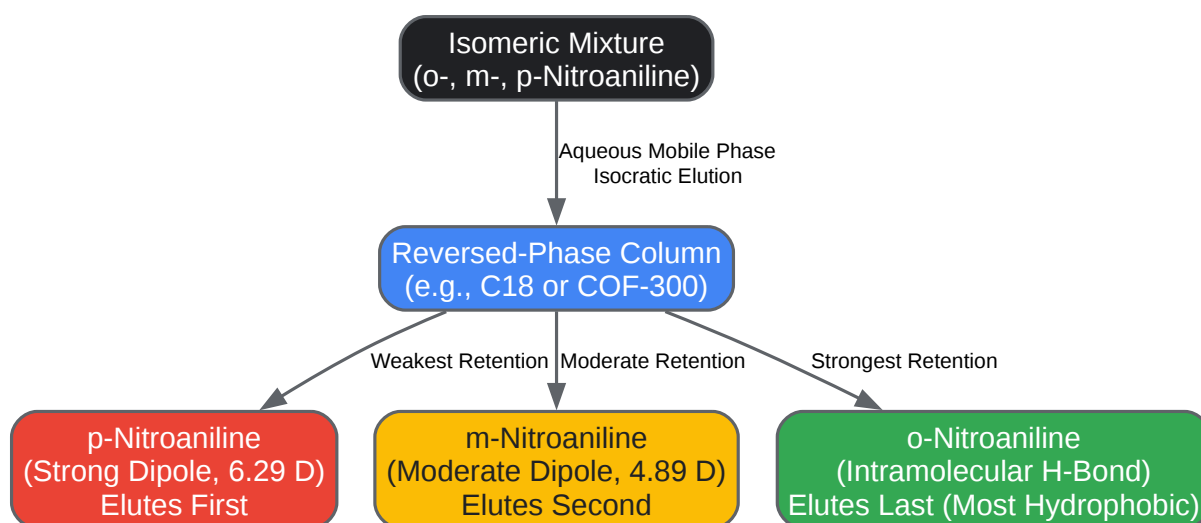 Isomeric Mixture
(o-, m-, p-Nitroaniline)
Aqueous Mobile Phase
Isocratic Elution
Reversed-Phase Column
(e.g., C18 or COF-300)
Weakest Retention
Moderate Retention
Strongest Retention
p-Nitroaniline
(Strong Dipole, 6.29 D)
Elutes First
m-Nitroaniline
(Moderate Dipole, 4.89 D)
Elutes Second
o-Nitroaniline
(Intramolecular H-Bond)
Elutes Last (Most Hydrophobic)